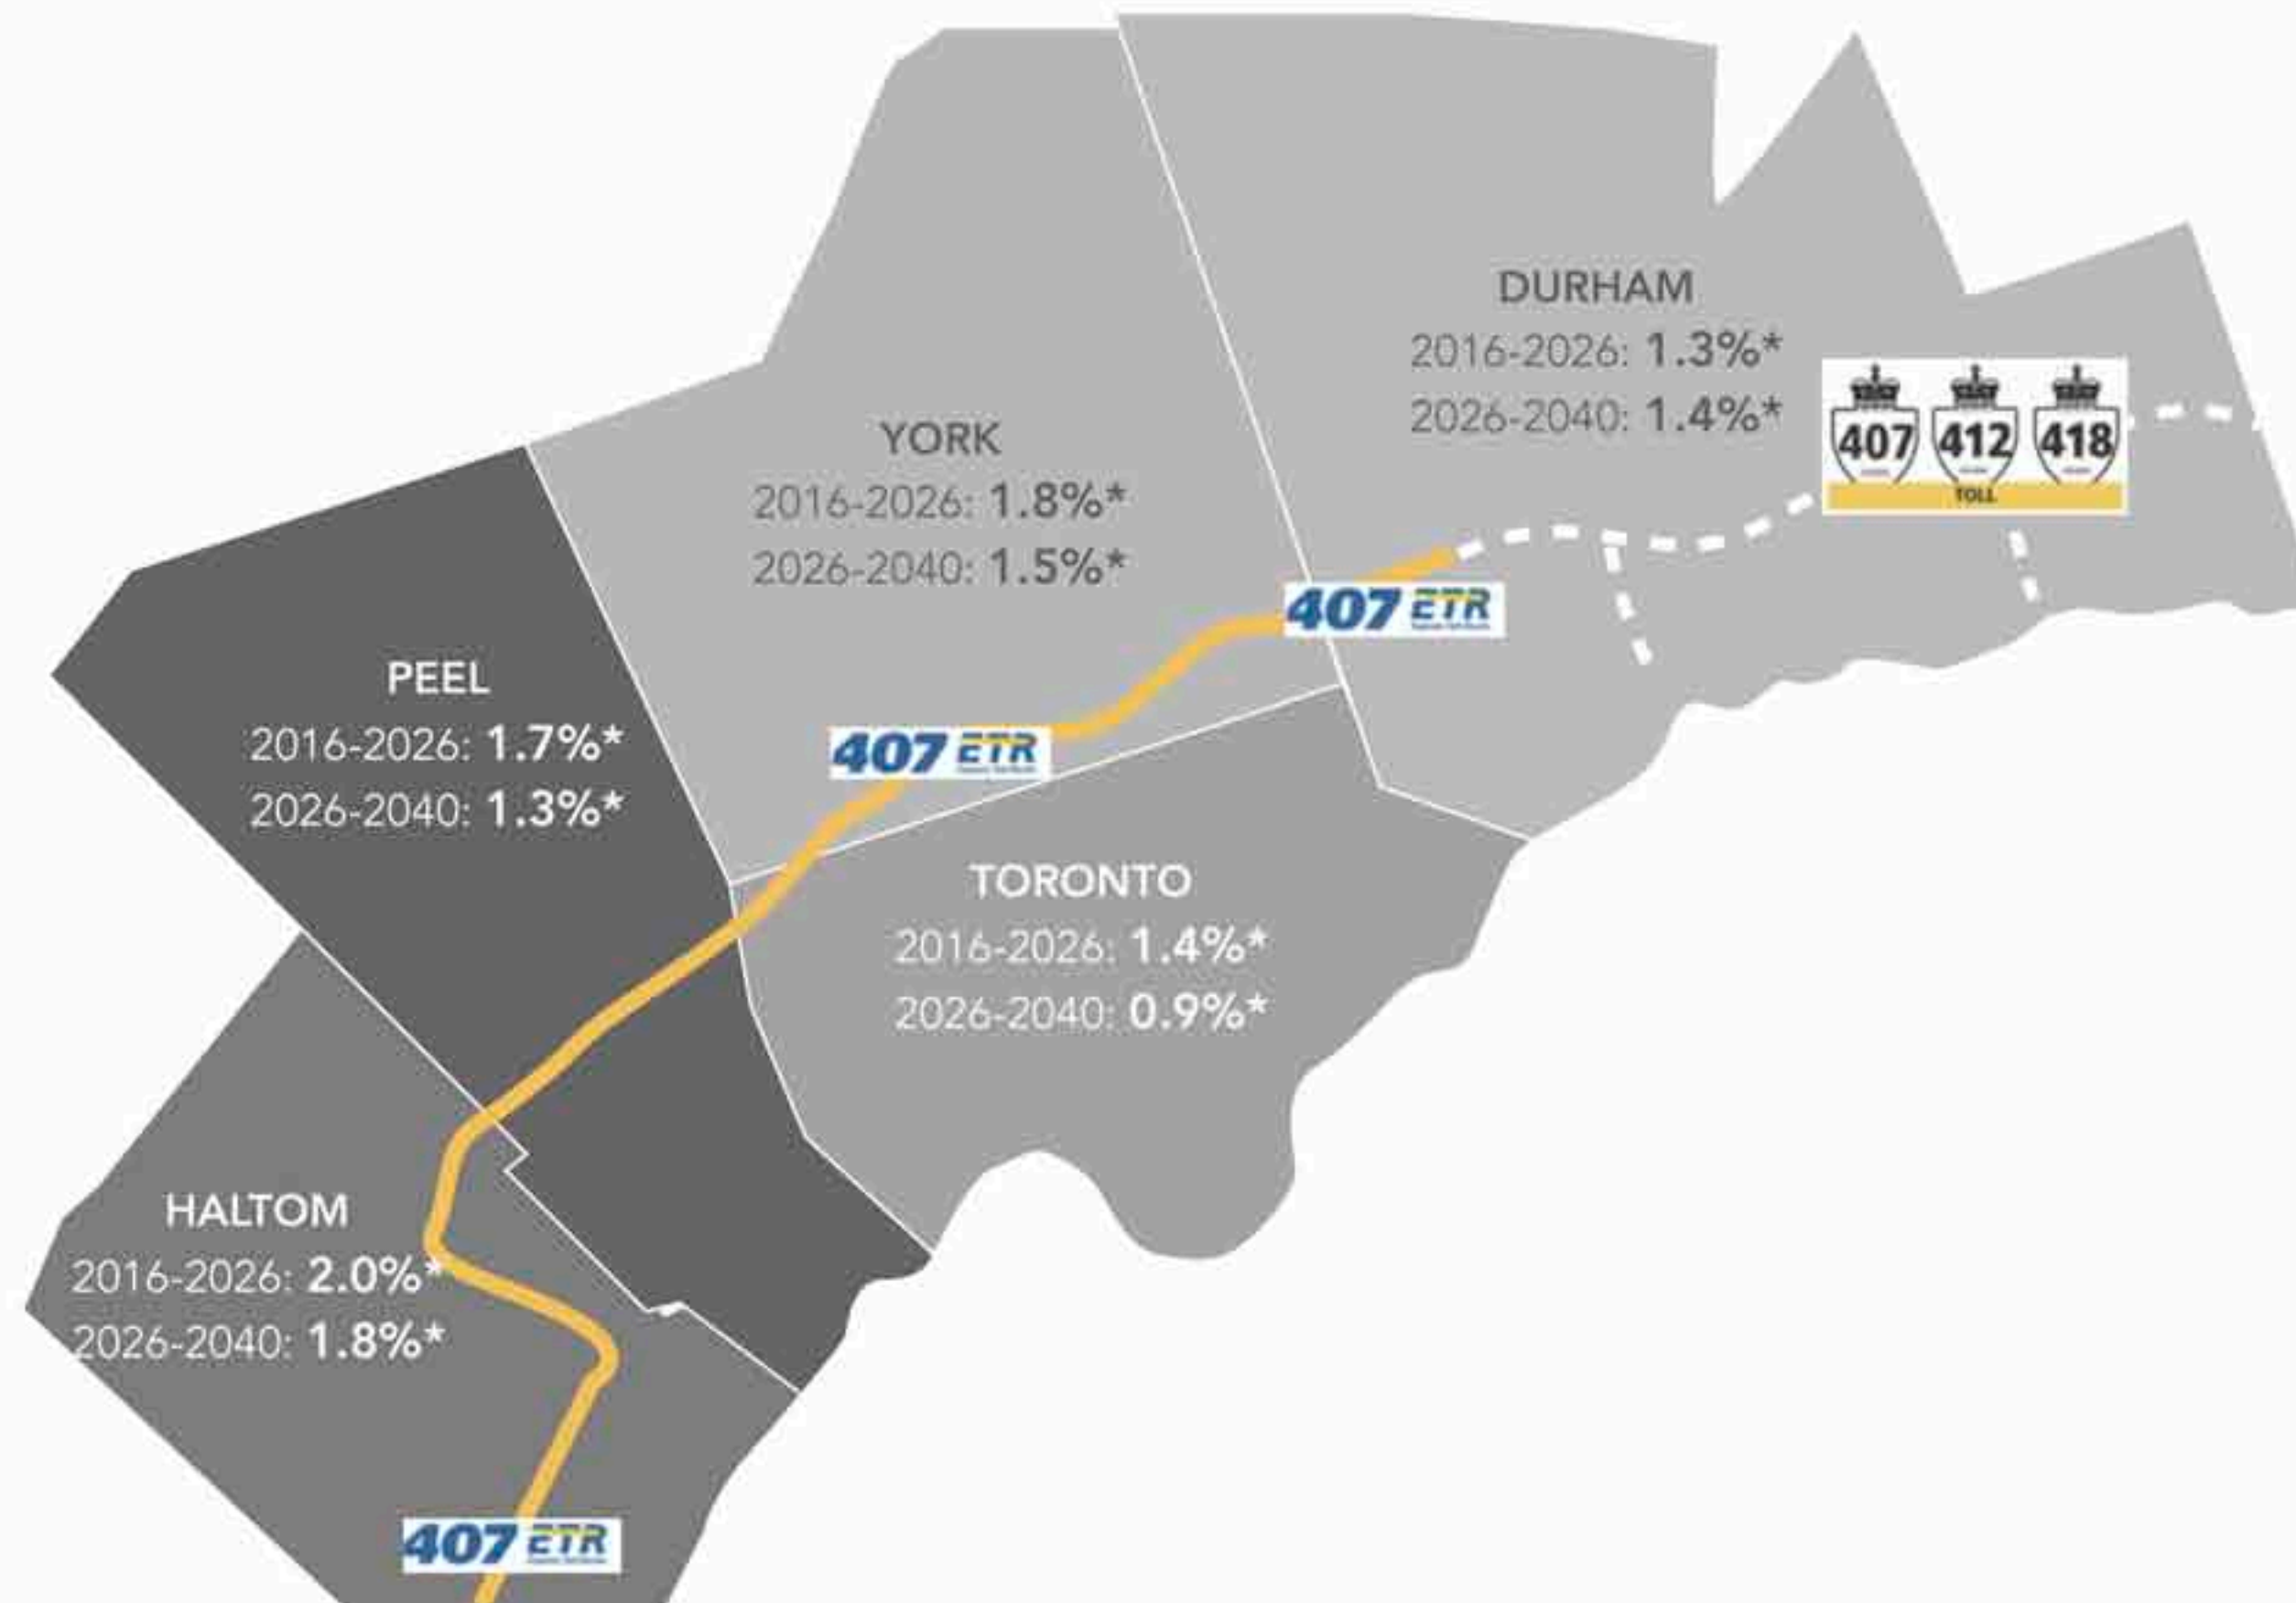 DURHAM
2016-2026: 1.3%*
2026-2040: 1.4%*
407 412 418
TOLL
YORK
2016-2026: 1.8%*
2026-2040: 1.5%*
407 ETR
PEEL
2016-2026: 1.7%*
2026-2040: 1.3%*
407 ETR
TORONTO
2016-2026: 1.4%*
2026-2040: 0.9%*
HALTOM
2016-2026: 2.0%*
2026-2040: 1.8%*
407 ETR